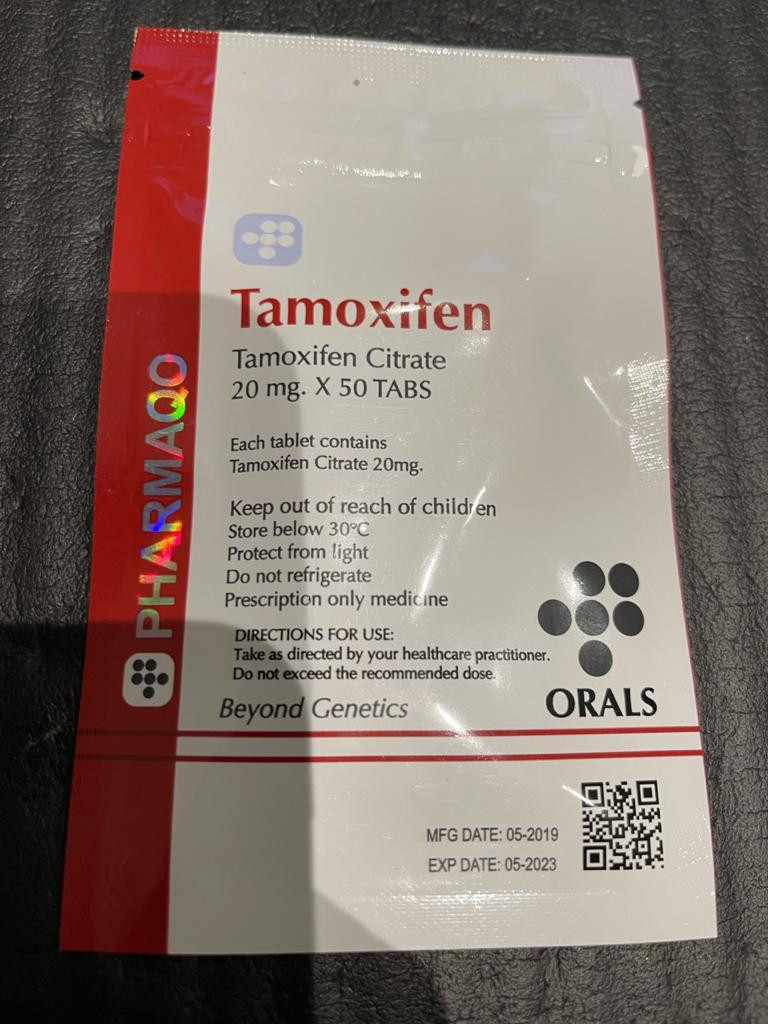 PHARMAQO
Tamoxifen
Tamoxifen Citrate
20 mg. X 50 TABS
Each tablet contains
Tamoxifen Citrate 20mg.
Keep out of reach of children
Store below 30°C
Protect from light
Do not refrigerate
Prescription only medicine
DIRECTIONS FOR USE:
Take as directed by your healthcare practitioner.
Do not exceed the recommended dose.
Beyond Genetics
ORALS
MFG DATE: 05-2019
EXP DATE: 05-2023